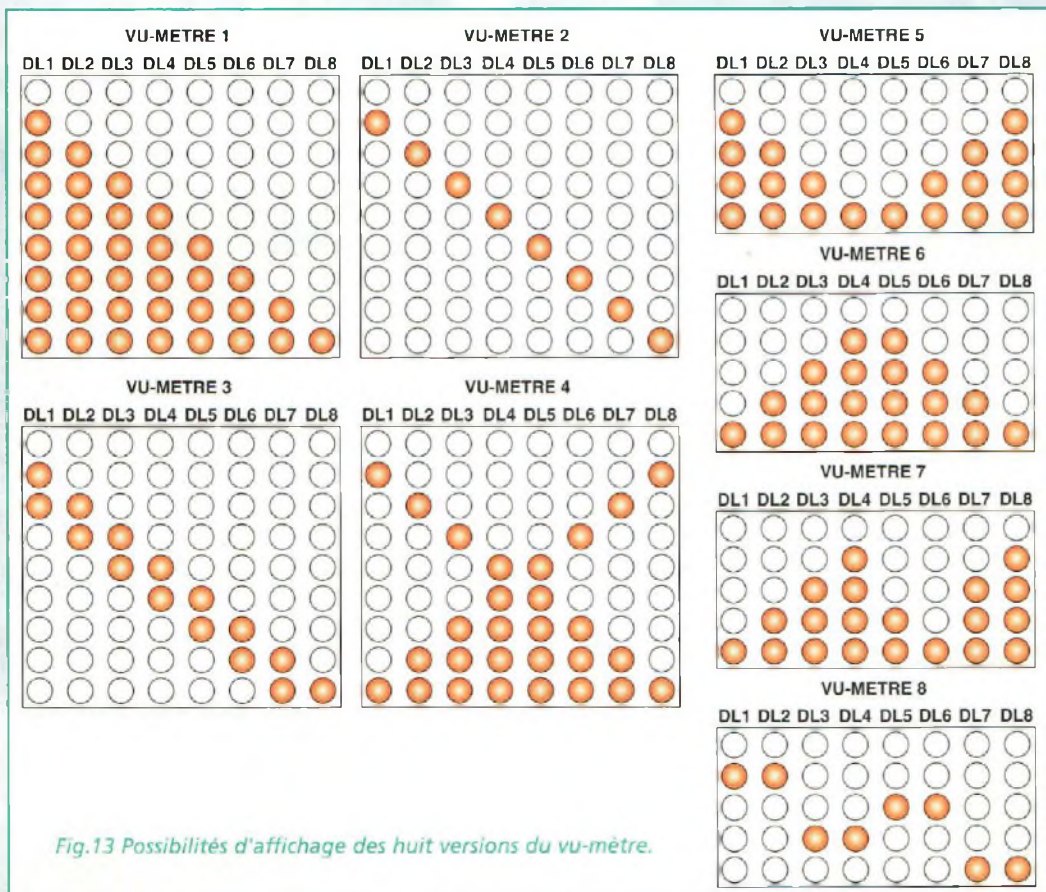 VU-METRE 1
DL1 DL2 DL3 DL4 DL5 DL6 DL7 DL8
VU-METRE 2
DL1 DL2 DL3 DL4 DL5 DL6 DL7 DL8
VU-METRE 3
DL1 DL2 DL3 DL4 DL5 DL6 DL7 DL8
VU-METRE 4
DL1 DL2 DL3 DL4 DL5 DL6 DL7 DL8
VU-METRE 5
DL1 DL2 DL3 DL4 DL5 DL6 DL7 DL8
VU-METRE 6
DL1 DL2 DL3 DL4 DL5 DL6 DL7 DL8
VU-METRE 7
DL1 DL2 DL3 DL4 DL5 DL6 DL7 DL8
VU-METRE 8
DL1 DL2 DL3 DL4 DL5 DL6 DL7 DL8
Fig.13 Possibilités d'affichage des huit versions du vu-mètre.